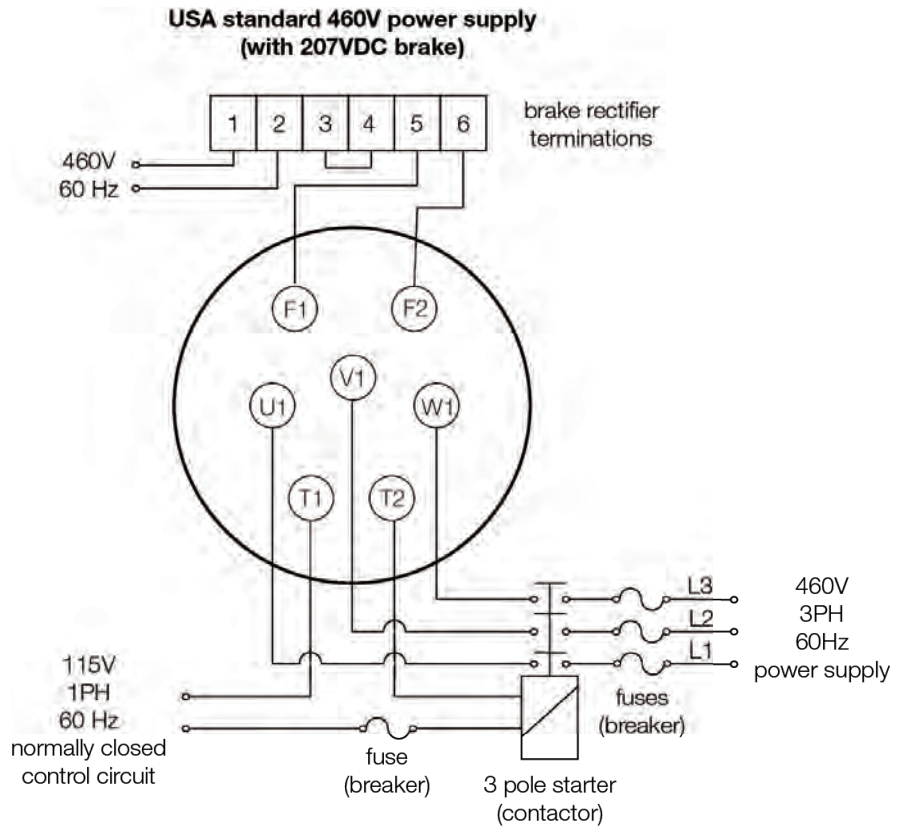 USA standard 460V power supply
(with 207VDC brake)
1 2 3 4 5 6
brake rectifier
terminations
460V
60 Hz
F1 F2
U1 V1 W1
T1 T2
L3
L2
L1
460V
3PH
60Hz
power supply
115V
1PH
60 Hz
normally closed
control circuit
fuse
(breaker)
fuses
(breaker)
3 pole starter
(contactor)